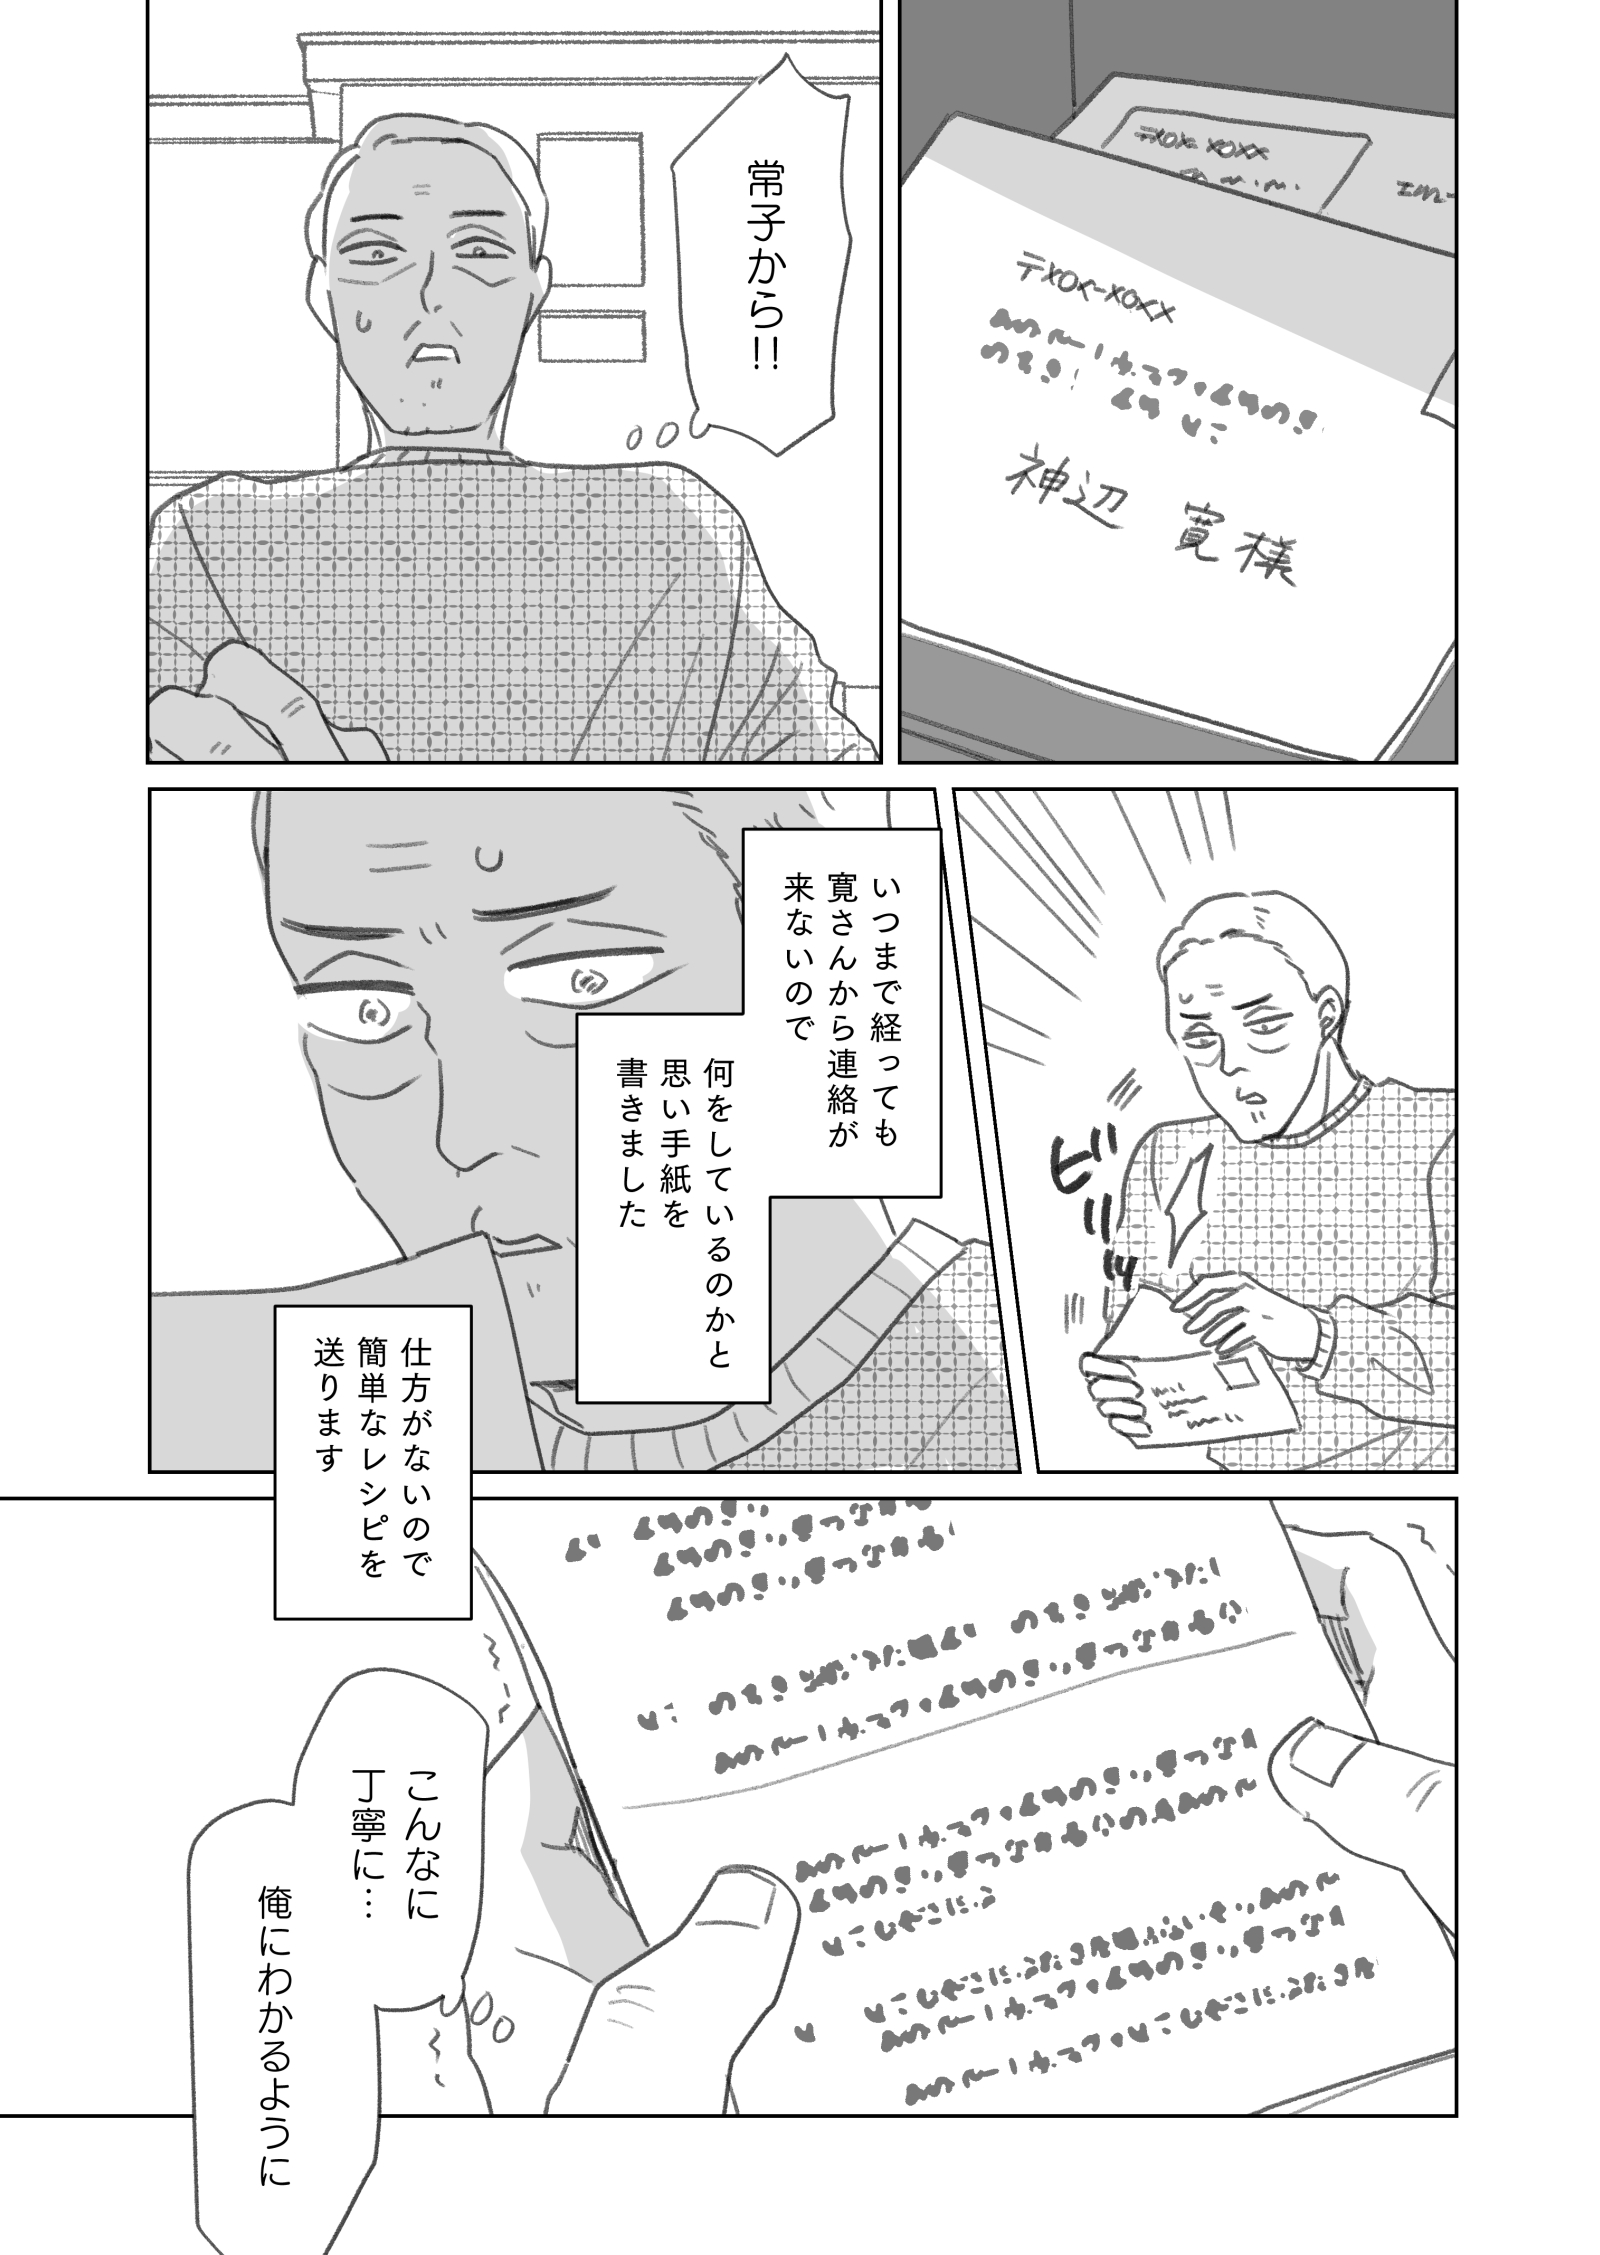 〒xox-xoxx
神辺 寛様
常子から!!
ビリリ
いつまで経っても
寛さんから連絡が
来ないので
何をしているのかと
思い手紙を
書きました
仕方がないので
簡単なレシピを
送ります
こんなに
丁寧に…
俺にわかるように